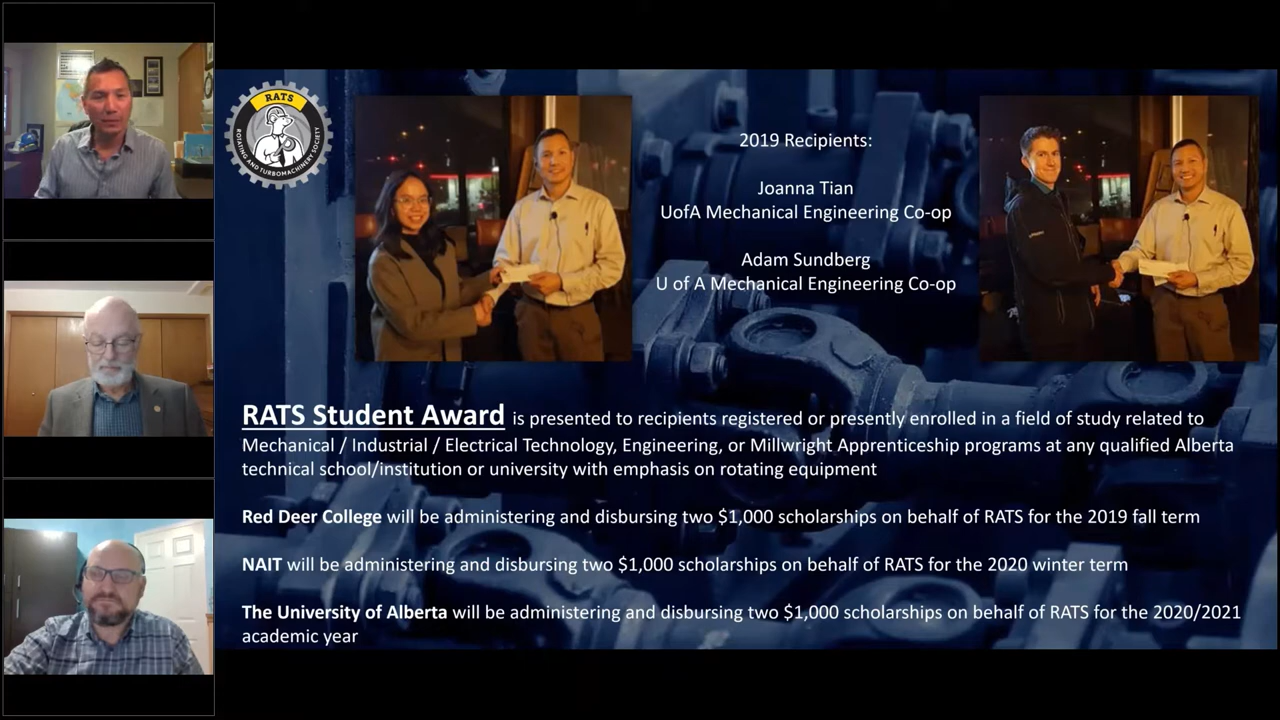 RATS
ROTATING AND TURBOMACHINERY SOCIETY
2019 Recipients:
Joanna Tian
UofA Mechanical Engineering Co-op
Adam Sundberg
U of A Mechanical Engineering Co-op
RATS Student Award is presented to recipients registered or presently enrolled in a field of study related to
Mechanical / Industrial / Electrical Technology, Engineering, or Millwright Apprenticeship programs at any qualified Alberta
technical school/institution or university with emphasis on rotating equipment
Red Deer College will be administering and disbursing two $1,000 scholarships on behalf of RATS for the 2019 fall term
NAIT will be administering and disbursing two $1,000 scholarships on behalf of RATS for the 2020 winter term
The University of Alberta will be administering and disbursing two $1,000 scholarships on behalf of RATS for the 2020/2021
academic year